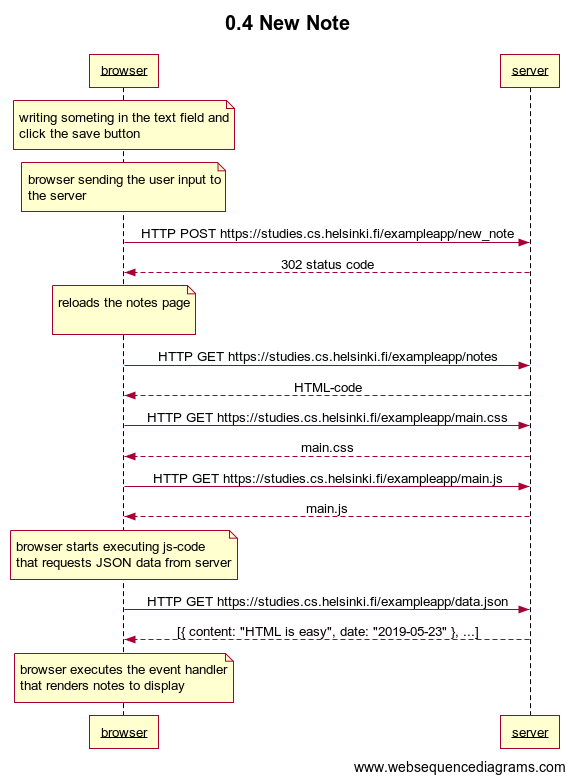 0.4 New Note
browser
server
writing someting in the text field and
click the save button
browser sending the user input to
the server
HTTP POST https://studies.cs.helsinki.fi/exampleapp/new_note
302 status code
reloads the notes page
HTTP GET https://studies.cs.helsinki.fi/exampleapp/notes
HTML-code
HTTP GET https://studies.cs.helsinki.fi/exampleapp/main.css
main.css
HTTP GET https://studies.cs.helsinki.fi/exampleapp/main.js
main.js
browser starts executing js-code
that requests JSON data from server
HTTP GET https://studies.cs.helsinki.fi/exampleapp/data.json
[{ content: "HTML is easy", date: "2019-05-23" }, ...]
browser executes the event handler
that renders notes to display
browser
server
www.websequencediagrams.com